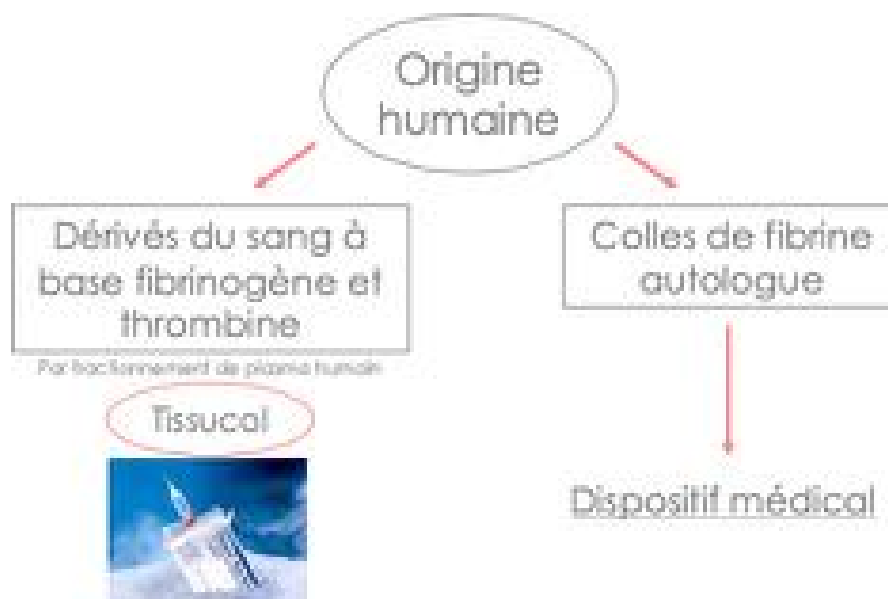 Origine
humaine
Dérivés du sang à
base fibrinogène et
thrombine
Par fractionnement de plasma humain
Tissucol
Colles de fibrine
autologue
Dispositif médical